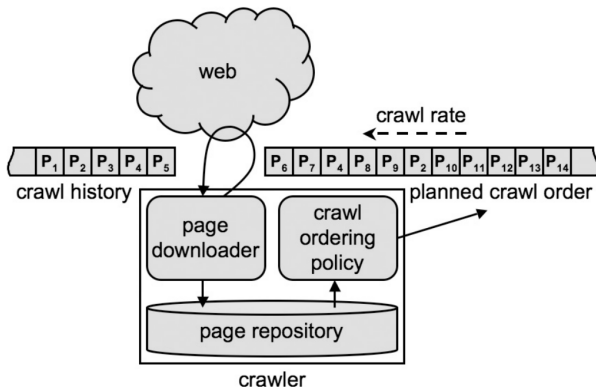 web
crawl rate
P1 P2 P3 P4 P5 P6 P7 P4 P8 P9 P2 P10 P11 P12 P13 P14
crawl history planned crawl order
page
downloader
crawl
ordering
policy
page repository
crawler